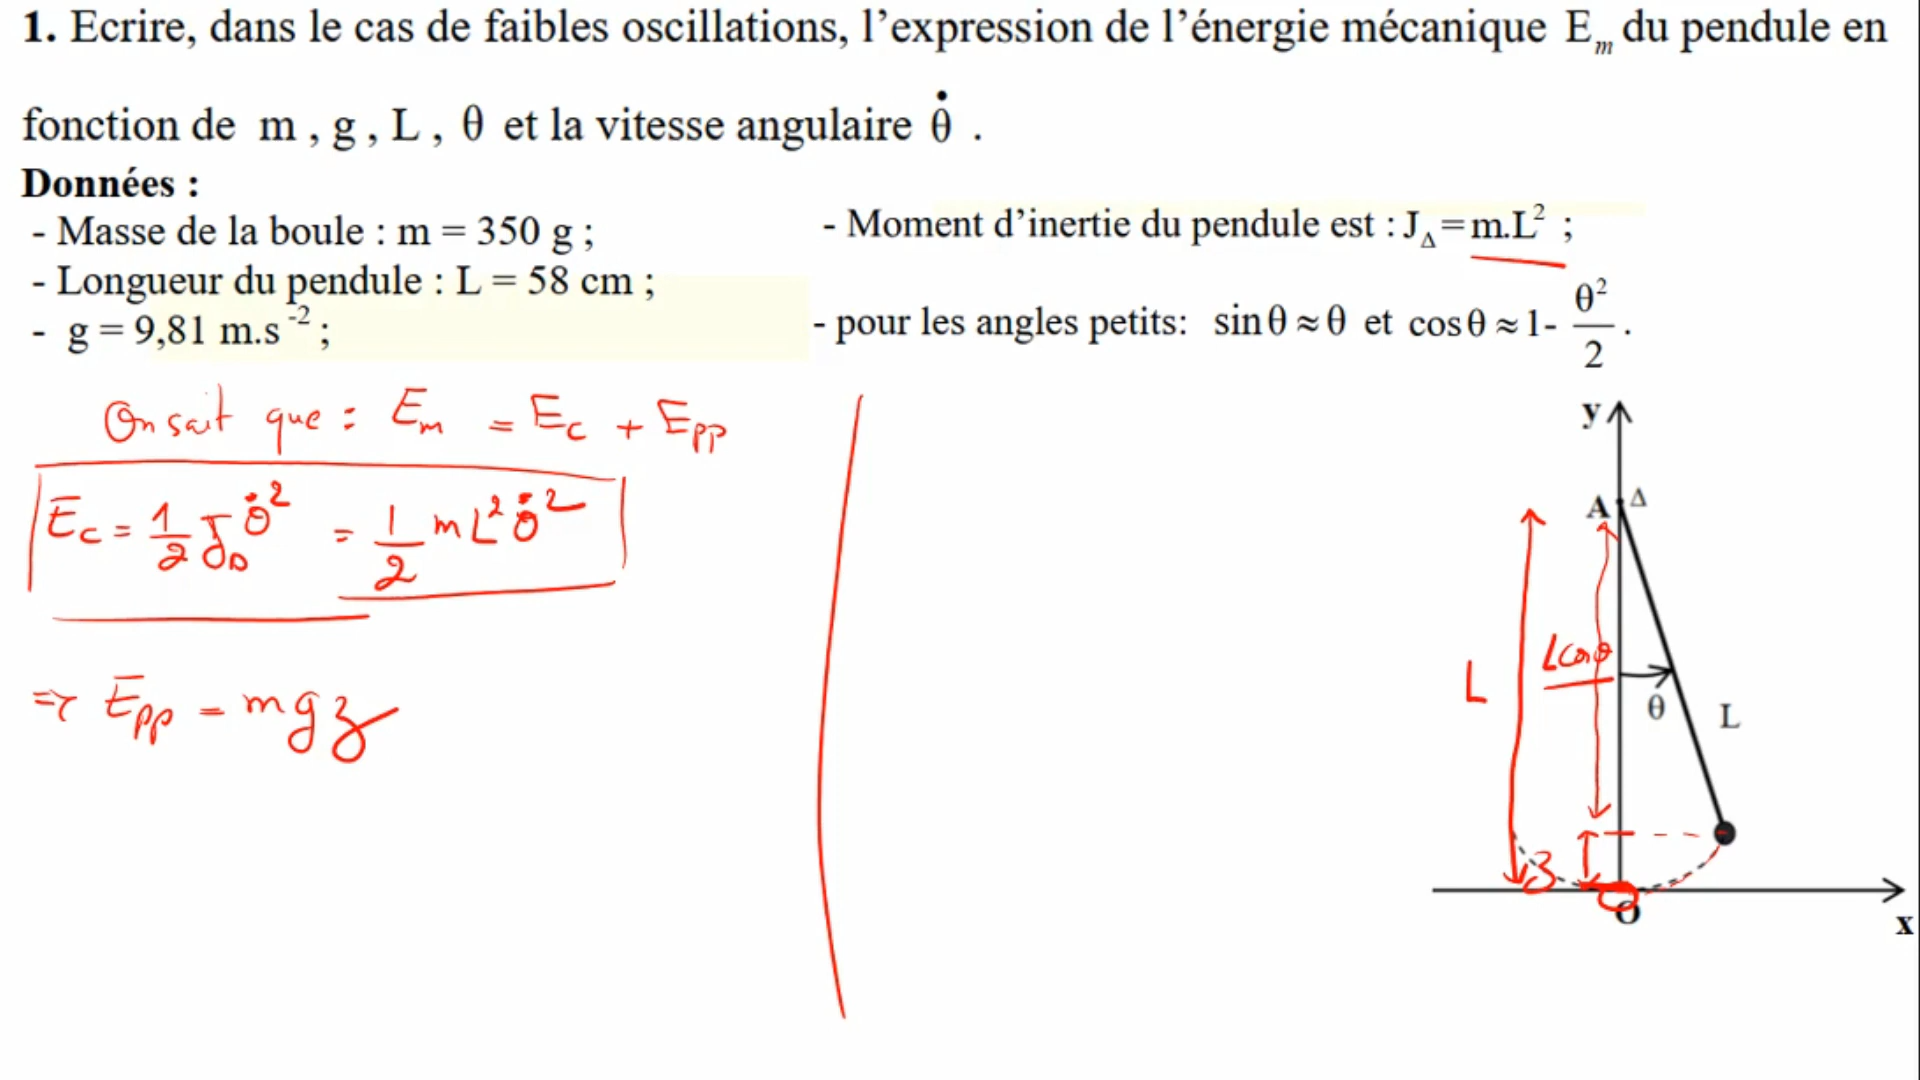 1. Ecrire, dans le cas de faibles oscillations, l’expression de l’énergie mécanique Eₘ du pendule en
fonction de m , g , L , θ et la vitesse angulaire θ̇ .
Données :
- Masse de la boule : m = 350 g ;
- Longueur du pendule : L = 58 cm ;
- g = 9,81 m.s⁻² ;
- Moment d’inertie du pendule est : J_Δ = m.L² ;
- pour les angles petits: sinθ ≈ θ et cosθ ≈ 1- θ²/2 .
On sait que : Em = Ec + Epp
Ec = 1/2 J_Δ θ̇² = 1/2 mL² θ̇²
=> Epp = mgz
y
A Δ
L cos θ
L
θ L
z
O
x